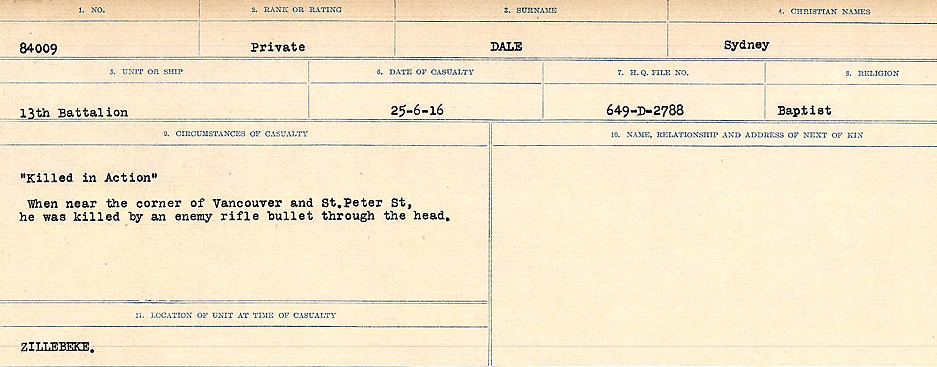 1. NO.
2. RANK OR RATING
3. SURNAME
4. CHRISTIAN NAMES
84009
Private
DALE
Sydney
5. UNIT OR SHIP
6. DATE OF CASUALTY
7. H.Q. FILE NO.
8. RELIGION
13th Battalion
25-6-16
649-D-2788
Baptist
9. CIRCUMSTANCES OF CASUALTY
"Killed in Action"
When near the corner of Vancouver and St.Peter St,
he was killed by an enemy rifle bullet through the head.
10. NAME, RELATIONSHIP AND ADDRESS OF NEXT OF KIN
11. LOCATION OF UNIT AT TIME OF CASUALTY
ZILLEBEKE.